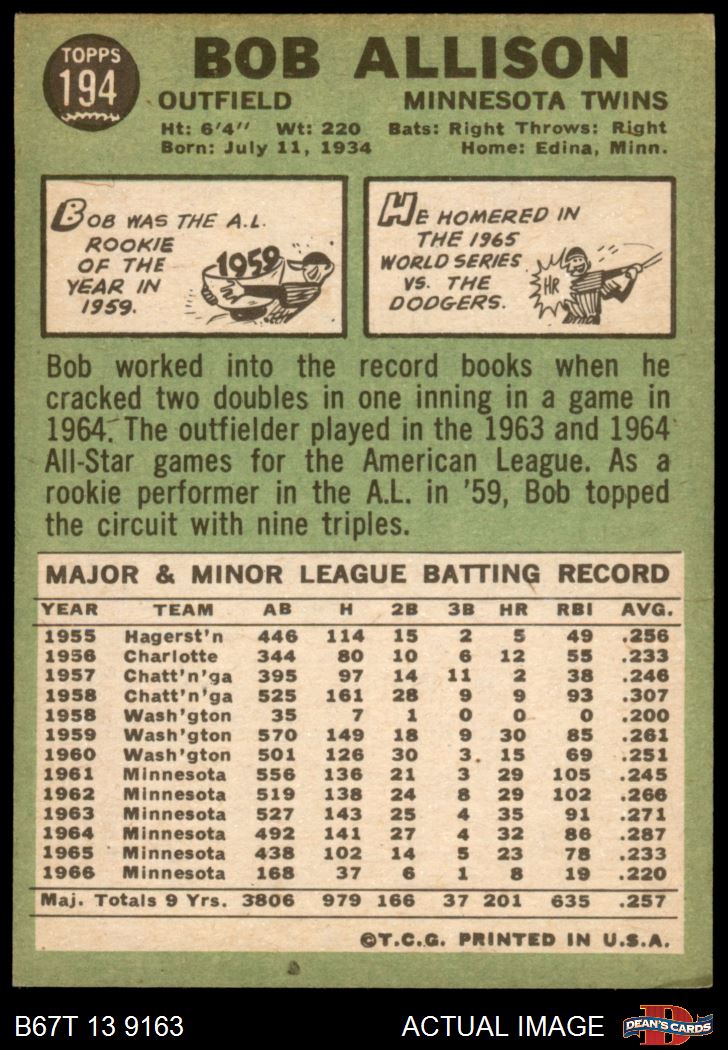 TOPPS
194
BOB ALLISON
OUTFIELD MINNESOTA TWINS
Ht: 6'4'' Wt: 220 Bats: Right Throws: Right
Born: July 11, 1934 Home: Edina, Minn.
BOB WAS THE A.L.
ROOKIE
OF THE
YEAR IN
1959.
1959
HE HOMERED IN
THE 1965
WORLD SERIES
VS. THE
DODGERS.
HR
Bob worked into the record books when he
cracked two doubles in one inning in a game in
1964. The outfielder played in the 1963 and 1964
All-Star games for the American League. As a
rookie performer in the A.L. in '59, Bob topped
the circuit with nine triples.
MAJOR & MINOR LEAGUE BATTING RECORD
YEAR TEAM AB H 2B 3B HR RBI AVG.
1955 Hagerst'n 446 114 15 2 5 49 .256
1956 Charlotte 344 80 10 6 12 55 .233
1957 Chatt'n'ga 395 97 14 11 2 38 .246
1958 Chatt'n'ga 525 161 28 9 9 93 .307
1958 Wash'gton 35 7 1 0 0 0 .200
1959 Wash'gton 570 149 18 9 30 85 .261
1960 Wash'gton 501 126 30 3 15 69 .251
1961 Minnesota 556 136 21 3 29 105 .245
1962 Minnesota 519 138 24 8 29 102 .266
1963 Minnesota 527 143 25 4 35 91 .271
1964 Minnesota 492 141 27 4 32 86 .287
1965 Minnesota 438 102 14 5 23 78 .233
1966 Minnesota 168 37 6 1 8 19 .220
Maj. Totals 9 Yrs. 3806 979 166 37 201 635 .257
©T.C.G. PRINTED IN U.S.A.
B67T 13 9163 ACTUAL IMAGE
D
DEAN'S CARDS